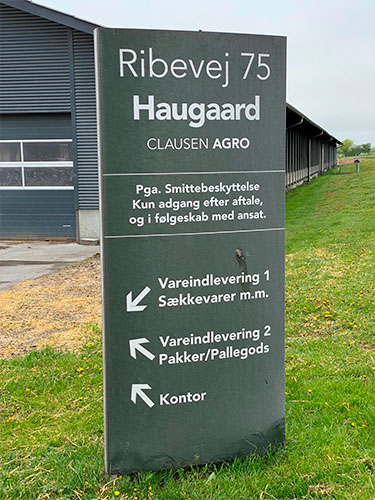 Ribevej 75
Haugaard
CLAUSEN AGRO
Pga. Smittebeskyttelse
Kun adgang efter aftale,
og i følgeskab med ansat.
Vareindlevering 1
Sækkevarer m.m.
Vareindlevering 2
Pakker/Pallegods
Kontor